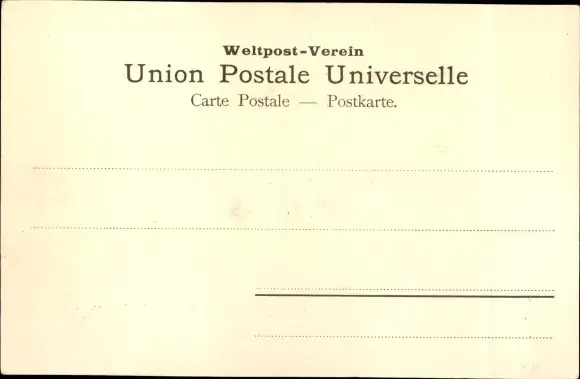 Weltpost-Verein
Union Postale Universelle
Carte Postale — Postkarte.